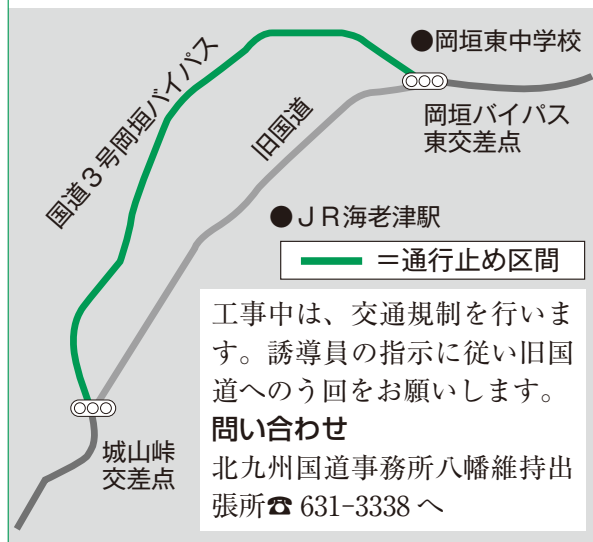 ●岡垣東中学校
国道３号岡垣バイパス
旧国道
岡垣バイパス
東交差点
●ＪＲ海老津駅
＝通行止め区間
工事中は、交通規制を行いま
す。誘導員の指示に従い旧国
道へのう回をお願いします。
問い合わせ
北九州国道事務所八幡維持出
張所☎631-3338へ
城山峠
交差点